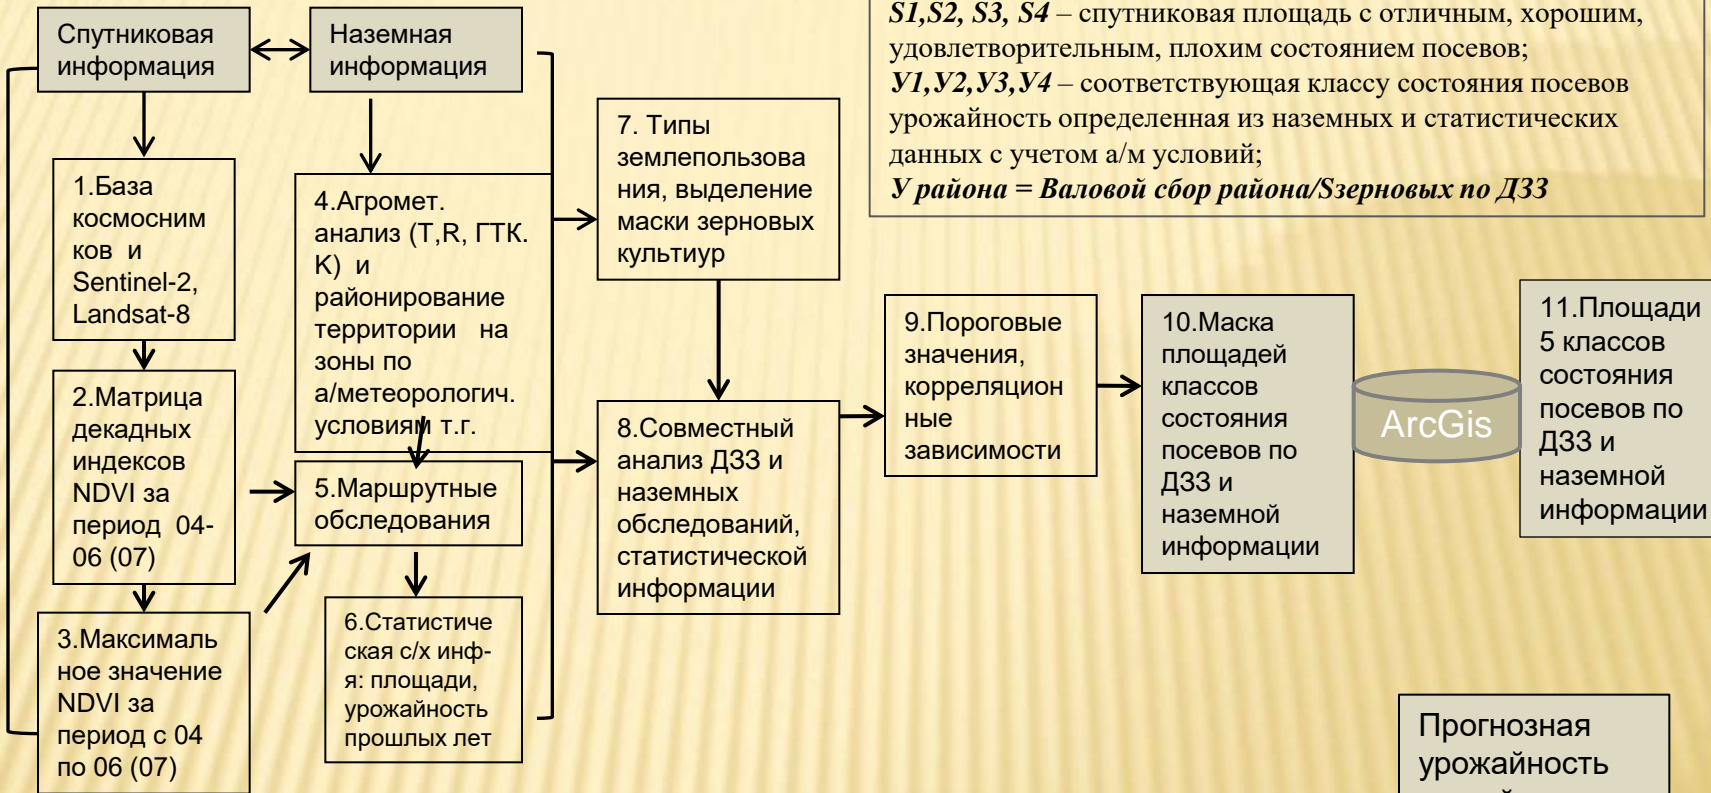 Спутниковая
информация
Наземная
информация
S1,S2, S3, S4 – спутниковая площадь с отличным, хорошим,
удовлетворительным, плохим состоянием посевов;
У1,У2,У3,У4 – соответствующая классу состояния посевов
урожайность определенная из наземных и статистических
данных с учетом а/м условий;
У района = Валовой сбор района/Sзерновых по ДЗЗ
1.База
космосним
ков и
Sentinel-2,
Landsat-8
2.Матрица
декадных
индексов
NDVI за
период 04-
06 (07)
3.Максималь
ное значение
NDVI за
период с 04
по 06 (07)
4.Агромет.
анализ (T,R, ГТК.
K) и
районирование
территории на
зоны по
а/метеорологич.
условиям т.г.
5.Маршрутные
обследования
6.Статистиче
ская с/х инф-
я: площади,
урожайность
прошлых лет
7. Типы
землепользова
ния, выделение
маски зерновых
культиур
8.Совместный
анализ ДЗЗ и
наземных
обследований,
статистической
информации
9.Пороговые
значения,
корреляцион
ные
зависимости
10.Маска
площадей
классов
состояния
посевов по
ДЗЗ и
наземной
информации
ArcGis
11.Площади
5 классов
состояния
посевов по
ДЗЗ и
наземной
информации
Прогнозная
урожайность